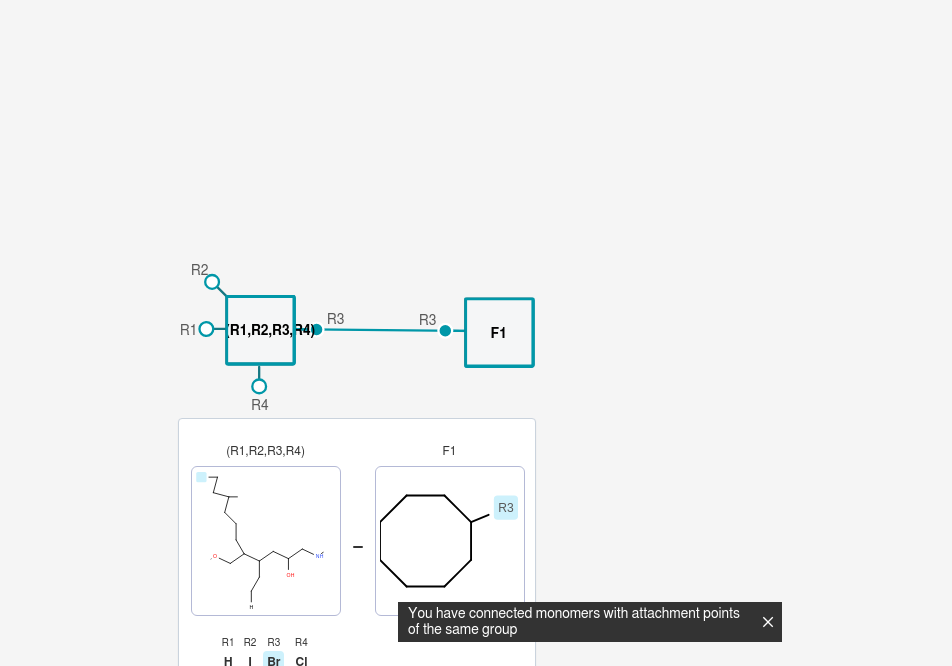 R2
R1
(R1,R2,R3,R4)
R3
R3
F1
R4
(R1,R2,R3,R4)
F1
R3
OH
H
You have connected monomers with attachment points
of the same group
R1 R2 R3 R4
H I Br Cl